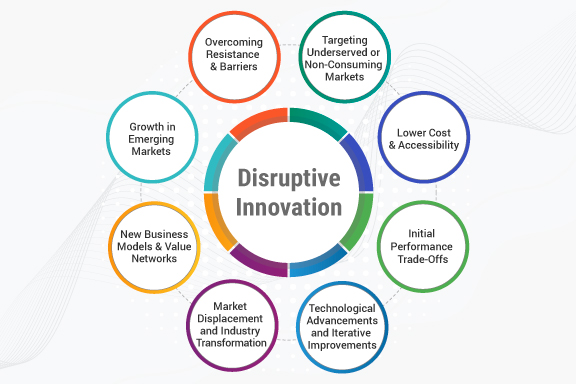 Disruptive
Innovation
Targeting
Underserved or
Non-Consuming
Markets
Lower Cost
& Accessibility
Initial
Performance
Trade-Offs
Technological
Advancements
and Iterative
Improvements
Market
Displacement
and Industry
Transformation
New Business
Models & Value
Networks
Growth in
Emerging
Markets
Overcoming
Resistance
& Barriers